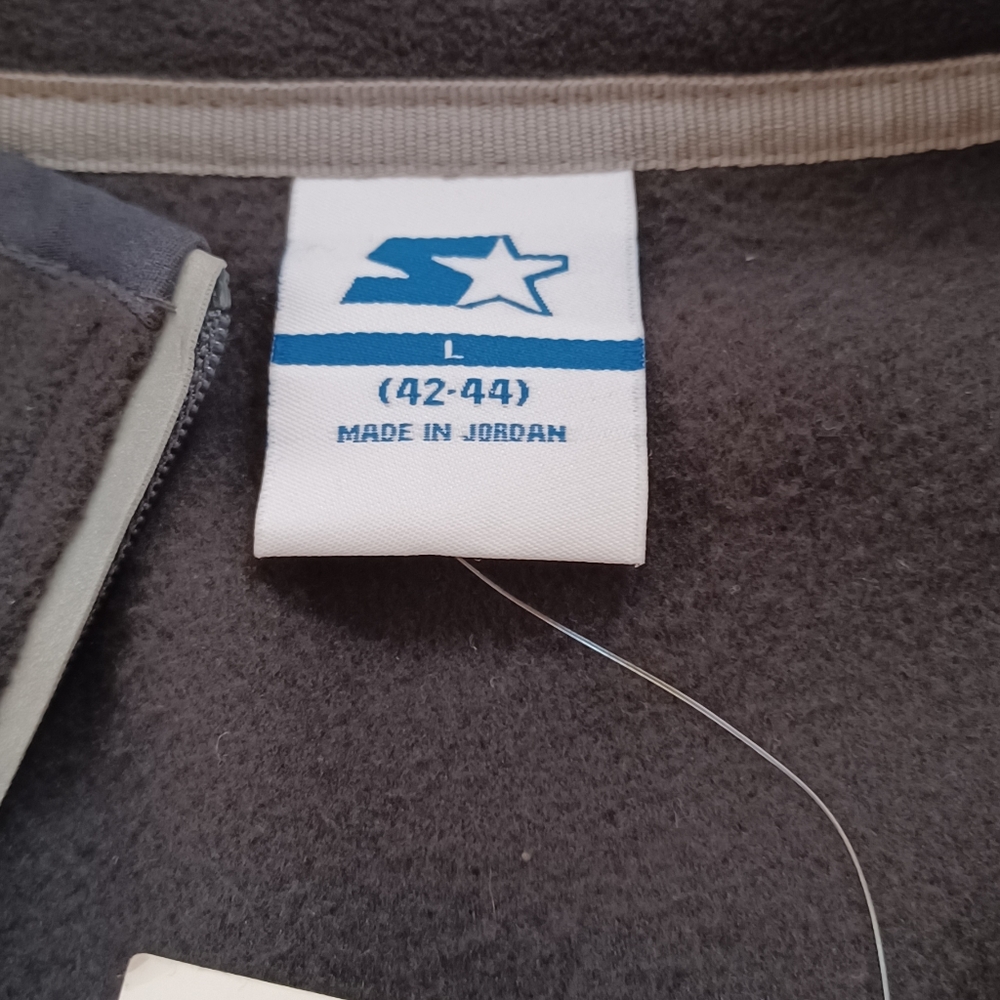 S
L
(42-44)
MADE IN JORDAN